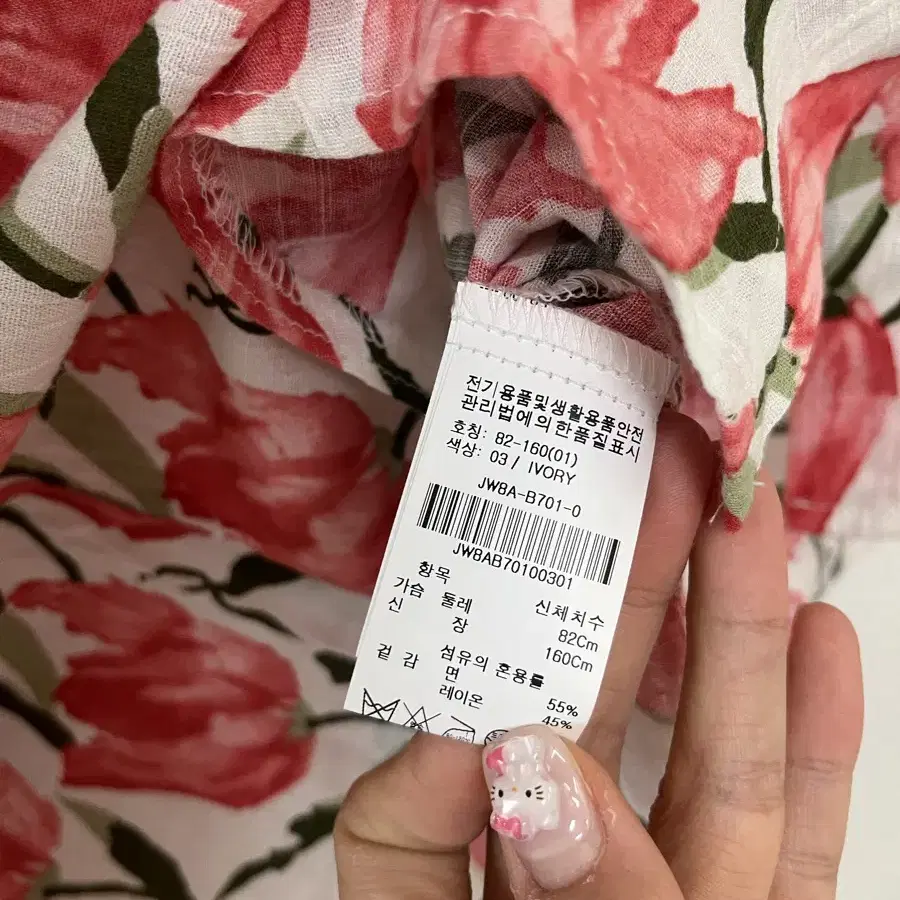 전기용품및생활용품안전
관리법에의한품질표시
호칭: 82-160(01)
색상: 03/ IVORY
JWBA-B701-0
JWBAB70100301
항목 신체치수
가슴 둘레 82Cm
신 장 160Cm
겉 감 섬유의 혼용률
면 55%
레이온 45%